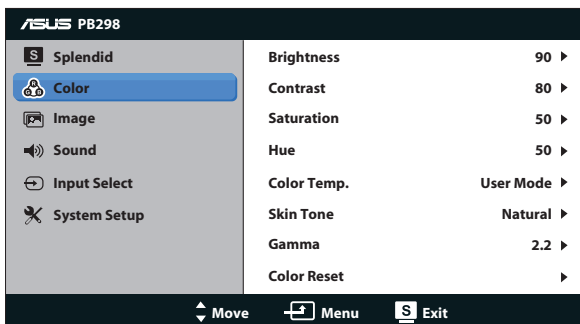 ASUS PB298
S Splendid
Color
Image
Sound
Input Select
System Setup
Brightness 90
Contrast 80
Saturation 50
Hue 50
Color Temp. User Mode
Skin Tone Natural
Gamma 2.2
Color Reset
Move Menu S Exit